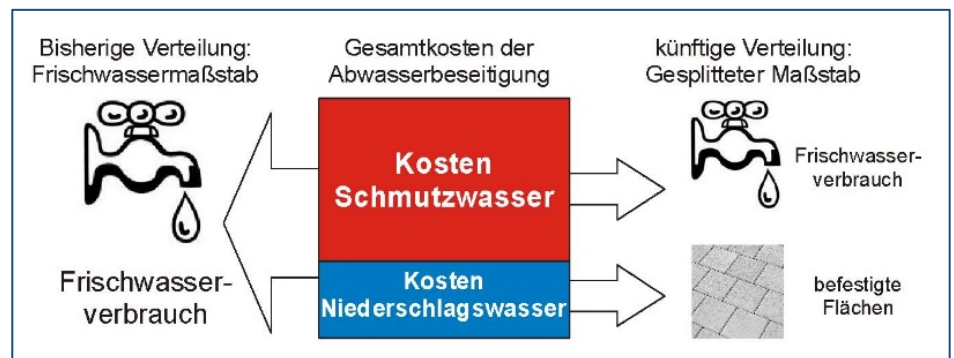 Bisherige Verteilung:
Frischwassermaßstab
Frischwasser-
verbrauch
Gesamtkosten der
Abwasserbeseitigung
Kosten
Schmutzwasser
Kosten
Niederschlagswasser
künftige Verteilung:
Gesplitteter Maßstab
Frischwasser-
verbrauch
befestigte
Flächen